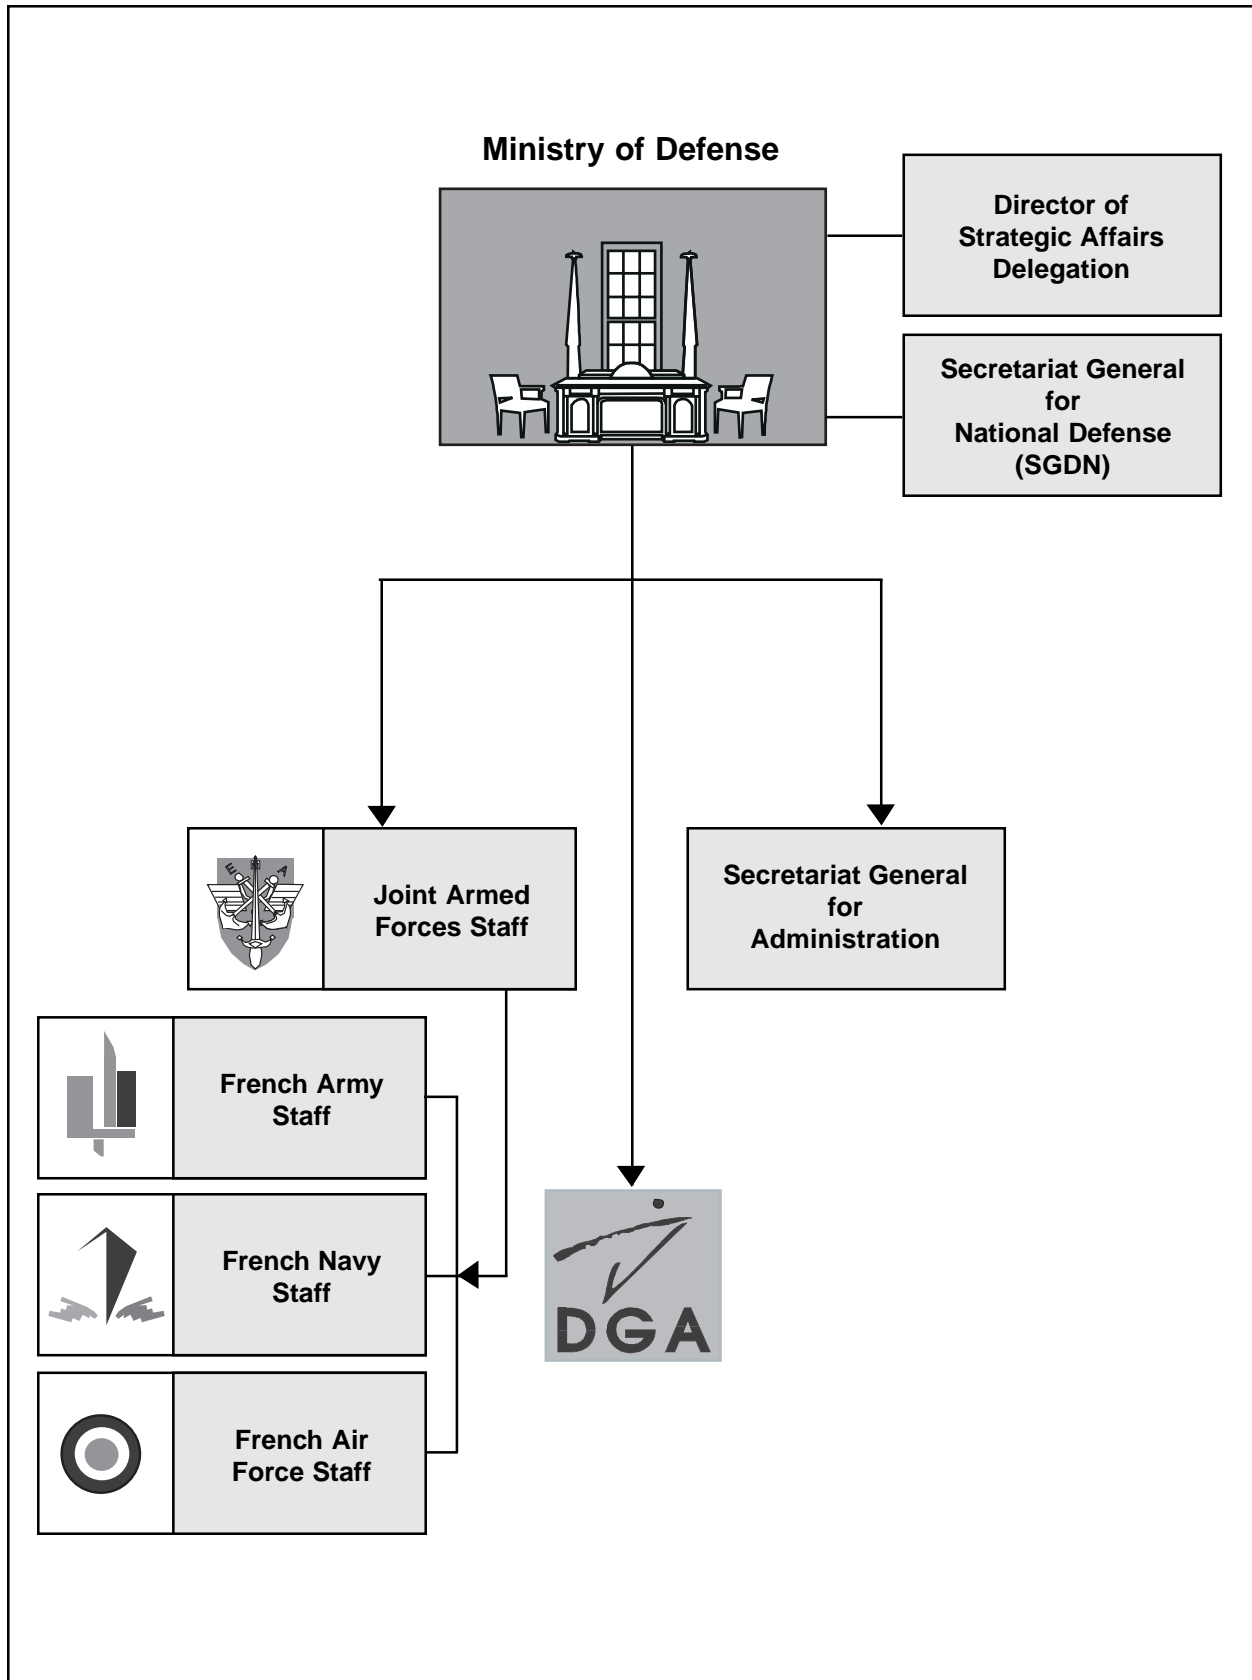 Ministry of Defense
Director of
Strategic Affairs
Delegation
Secretariat General
for
National Defense
(SGDN)
E M A
Joint Armed
Forces Staff
Secretariat General
for
Administration
French Army
Staff
French Navy
Staff
DGA
French Air
Force Staff